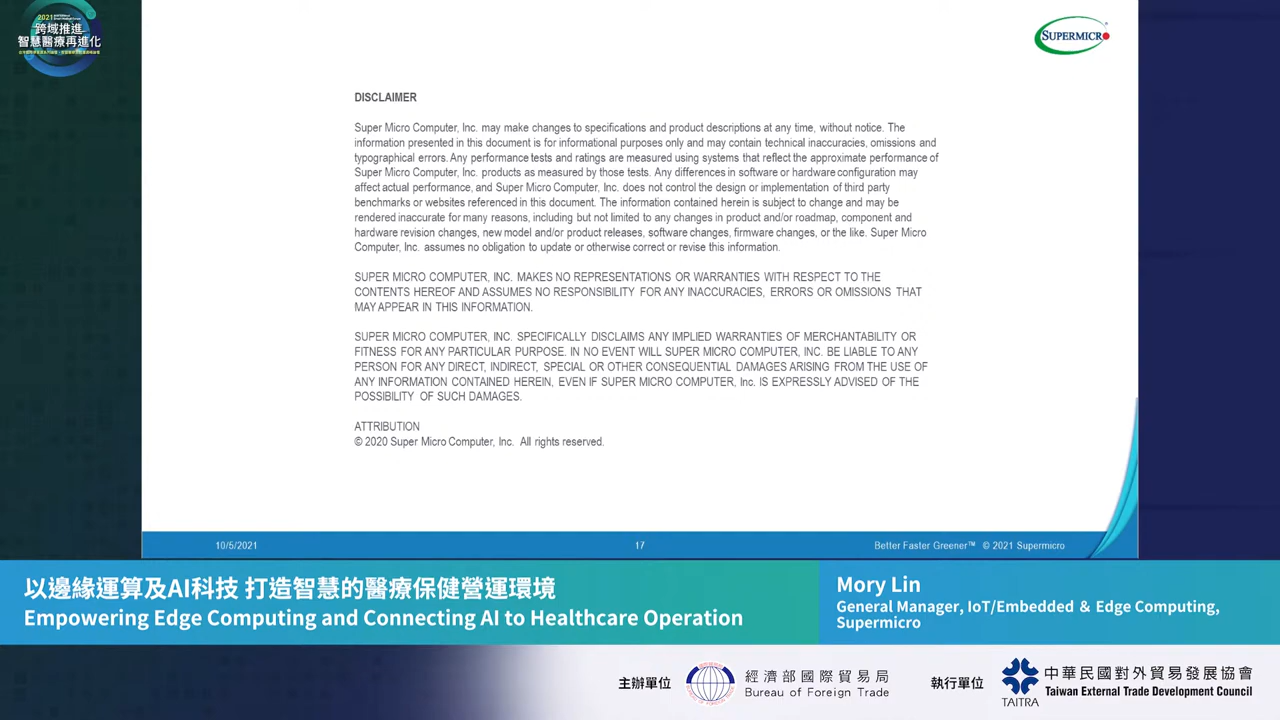 2021
跨域推進
智慧醫療再進化
SUPERMICR
DISCLAIMER
Super Micro Computer, Inc. may make changes to specifications and product descriptions at any time, without notice. The
information presented in this document is for informational purposes only and may contain technical inaccuracies, omissions and
typographical errors. Any performance tests and ratings are measured using systems that reflect the approximate performance of
Super Micro Computer, Inc. products as measured by those tests. Any differences in software or hardware configuration may
affect actual performance, and Super Micro Computer, Inc. does not control the design or implementation of third party
benchmarks or websites referenced in this document. The information contained herein is subject to change and may be
rendered inaccurate for many reasons, including but not limited to any changes in product and/or roadmap, component and
hardware revision changes, new model and/or product releases, software changes, firmware changes, or the like. Super Micro
Computer, Inc. assumes no obligation to update or otherwise correct or revise this information.
SUPER MICRO COMPUTER, INC. MAKES NO REPRESENTATIONS OR WARRANTIES WITH RESPECT TO THE
CONTENTS HEREOF AND ASSUMES NO RESPONSIBILITY FOR ANY INACCURACIES, ERRORS OR OMISSIONS THAT
MAY APPEAR IN THIS INFORMATION.
SUPER MICRO COMPUTER, INC. SPECIFICALLY DISCLAIMS ANY IMPLIED WARRANTIES OF MERCHANTABILITY OR
FITNESS FOR ANY PARTICULAR PURPOSE. IN NO EVENT WILL SUPER MICRO COMPUTER, INC. BE LIABLE TO ANY
PERSON FOR ANY DIRECT, INDIRECT, SPECIAL OR OTHER CONSEQUENTIAL DAMAGES ARISING FROM THE USE OF
ANY INFORMATION CONTAINED HEREIN, EVEN IF SUPER MICRO COMPUTER, Inc. IS EXPRESSLY ADVISED OF THE
POSSIBILITY OF SUCH DAMAGES.
ATTRIBUTION
© 2020 Super Micro Computer, Inc. All rights reserved.
10/5/2021
17
Better Faster Greener™ © 2021 Supermicro
以邊緣運算及AI科技 打造智慧的醫療保健營運環境
Empowering Edge Computing and Connecting AI to Healthcare Operation
Mory Lin
General Manager, IoT/Embedded & Edge Computing,
Supermicro
主辦單位
經濟部國際貿易局
Bureau of Foreign Trade
執行單位
TAITRA
中華民國對外貿易發展協會
Taiwan External Trade Development Council